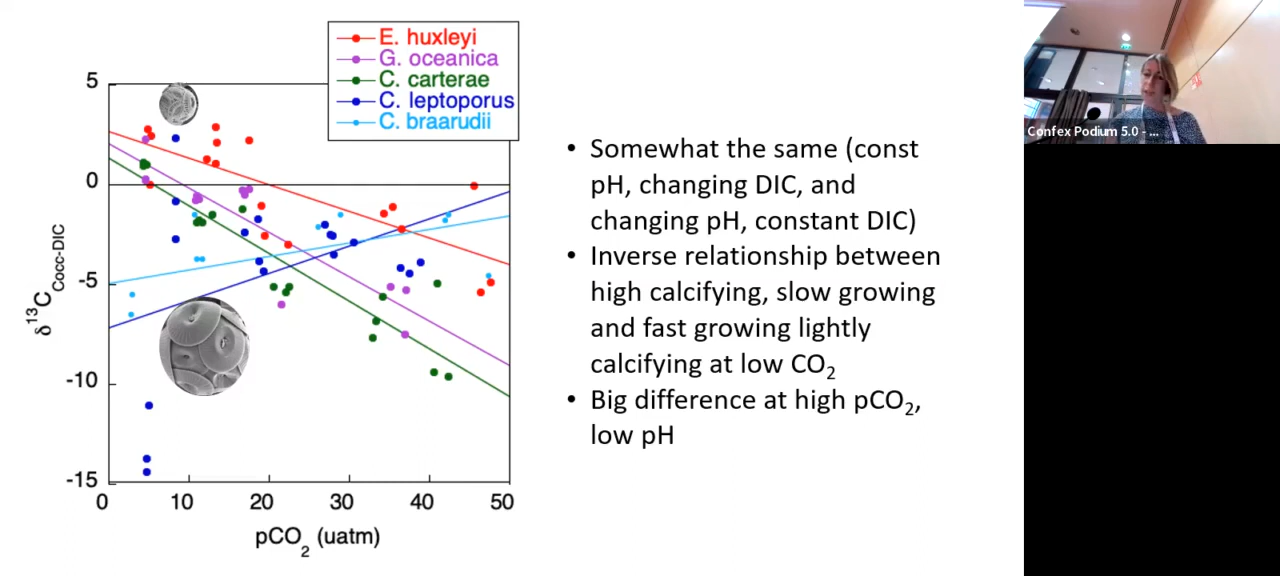 E. huxleyi
G. oceanica
C. carterae
C. leptoporus
C. braarudii
5
0
-5
-10
-15
δ13CCocc-DIC
0 10 20 30 40 50
pCO2 (uatm)
• Somewhat the same (const
pH, changing DIC, and
changing pH, constant DIC)
• Inverse relationship between
high calcifying, slow growing
and fast growing lightly
calcifying at low CO2
• Big difference at high pCO2,
low pH
Confex Podium 5.0 - ...